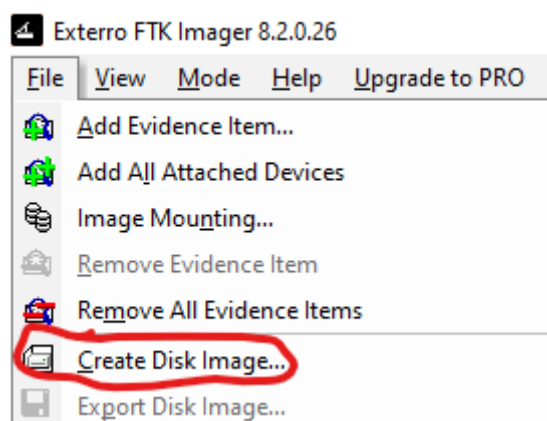 Exterro FTK Imager 8.2.0.26
File View Mode Help Upgrade to PRO
Add Evidence Item...
Add All Attached Devices
Image Mounting...
Remove Evidence Item
Remove All Evidence Items
Create Disk Image...
Export Disk Image...